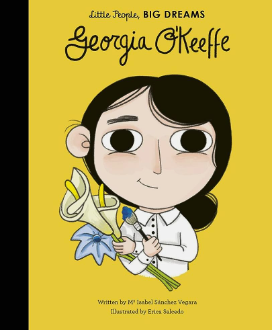 Little People, BIG DREAMS
Georgia O'Keeffe
Written by Mª Isabel Sánchez Vegara
Illustrated by Erica Salcedo